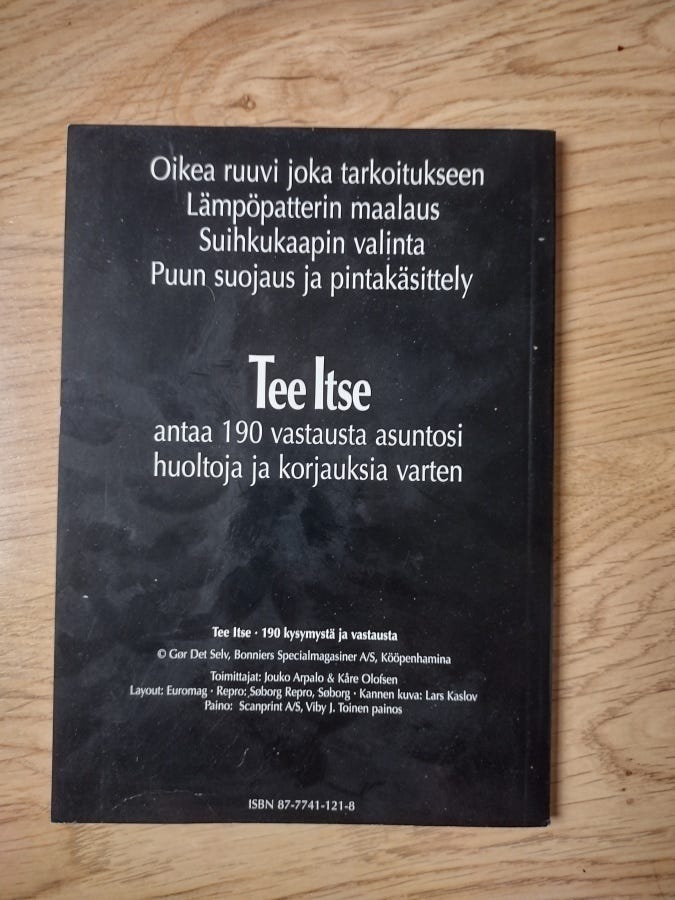 Oikea ruuvi joka tarkoitukseen
Lämpöpatterin maalaus
Suihkukaapin valinta
Puun suojaus ja pintakäsittely
Tee Itse
antaa 190 vastausta asuntosi
huoltoja ja korjauksia varten
Tee Itse · 190 kysymystä ja vastausta
© Gør Det Selv, Bonniers Specialmagasiner A/S, Kööpenhamina
Toimittajat: Jouko Arpalo & Kåre Olofsen
Layout: Euromag · Repro: Søborg Repro, Søborg · Kannen kuva: Lars Kaslov
Paino: Scanprint A/S, Viby J. Toinen painos
ISBN 87-7741-121-8